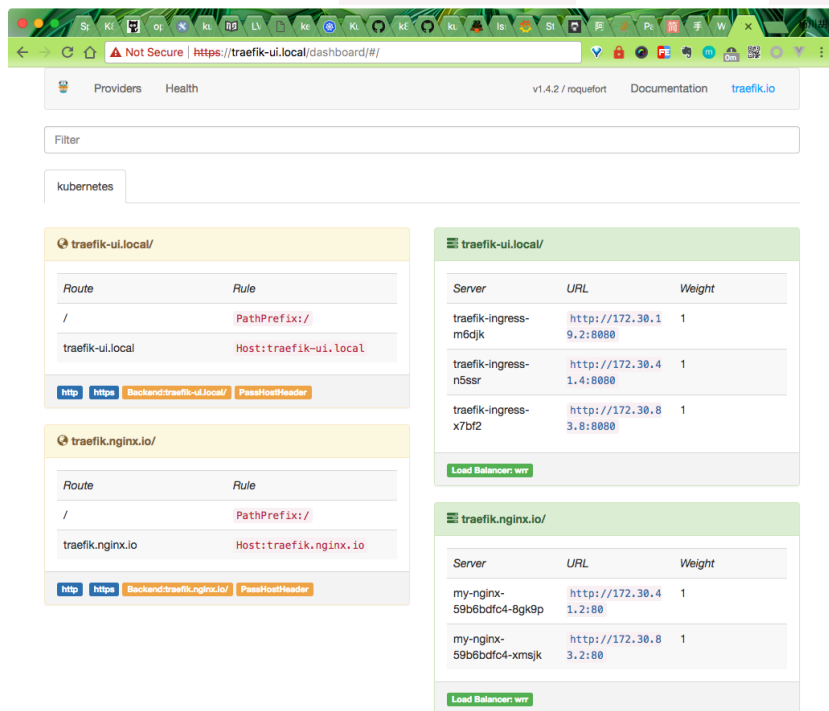 Not Secure | https://traefik-ui.local/dashboard/#/
0m
Providers Health v1.4.2 / roquefort Documentation traefik.io
Filter
kubernetes
traefik-ui.local/
Route Rule
/ PathPrefix:/
traefik-ui.local Host:traefik-ui.local
http https Backend:traefik-ui.local/ PassHostHeader
traefik.nginx.io/
Route Rule
/ PathPrefix:/
traefik.nginx.io Host:traefik.nginx.io
http https Backend:traefik.nginx.io/ PassHostHeader
traefik-ui.local/
Server URL Weight
traefik-ingress- http://172.30.1 1
m6djk 9.2:8080
traefik-ingress- http://172.30.4 1
n5ssr 1.4:8080
traefik-ingress- http://172.30.8 1
x7bf2 3.8:8080
Load Balancer: wrr
traefik.nginx.io/
Server URL Weight
my-nginx- http://172.30.4 1
59b6bdfc4-8gk9p 1.2:80
my-nginx- http://172.30.8 1
59b6bdfc4-xmsjk 3.2:80
Load Balancer: wrr